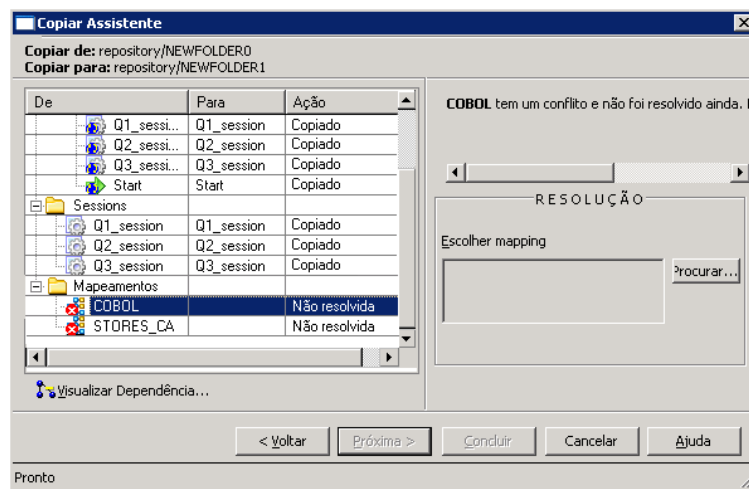 Copiar Assistente
Copiar de: repository/NEWFOLDER0
Copiar para: repository/NEWFOLDER1
De Para Ação
Q1_sessi... Q1_session Copiado
Q2_sessi... Q2_session Copiado
Q3_sessi... Q3_session Copiado
Start Start Copiado
Sessions
Q1_session Q1_session Copiado
Q2_session Q2_session Copiado
Q3_session Q3_session Copiado
Mapeamentos
COBOL Não resolvida
STORES_CA Não resolvida
Visualizar Dependência...
COBOL tem um conflito e não foi resolvido ainda.
RESOLUÇÃO
Escolher mapping
Procurar...
< Voltar Próxima > Concluir Cancelar Ajuda
Pronto